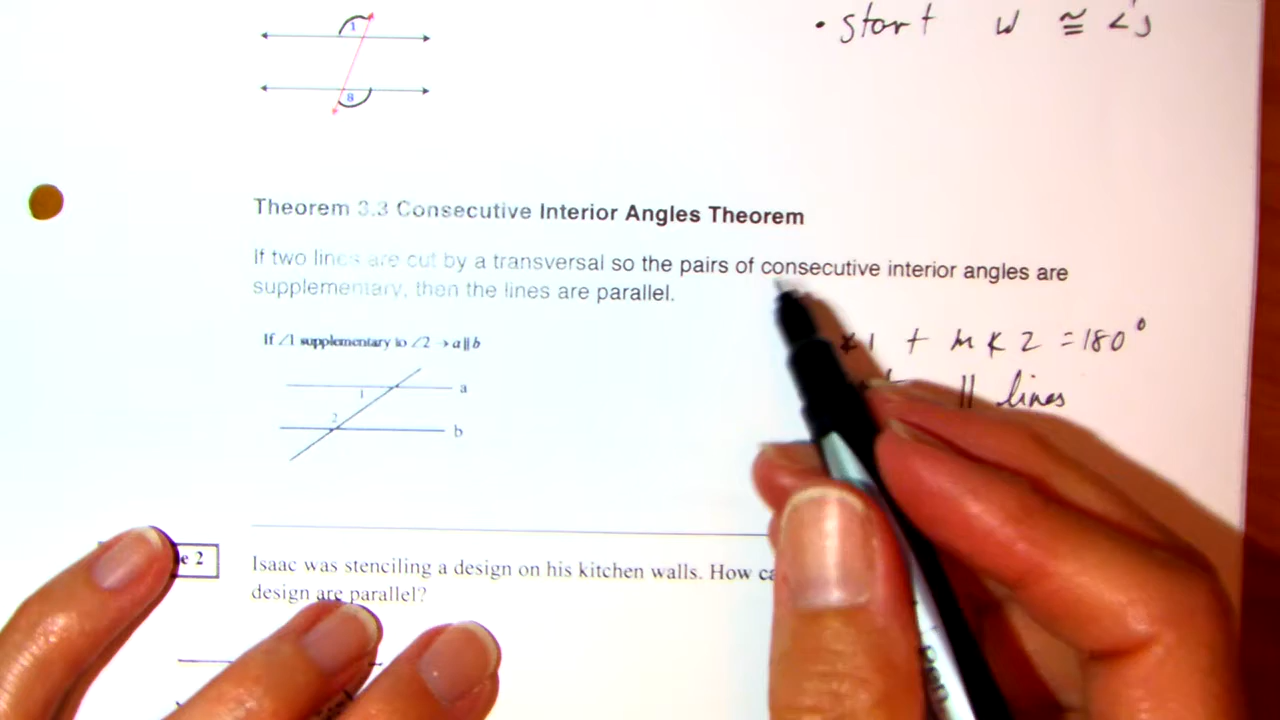 1
• start w ≅ ∠'s
8
Theorem 3.3 Consecutive Interior Angles Theorem
If two lines are cut by a transversal so the pairs of consecutive interior angles are
supplementary, then the lines are parallel.
If ∠1 supplementary to ∠2 → a || b
1 + m∠2 = 180°
a
1
|| lines
2
b
e 2
Isaac was stenciling a design on his kitchen walls. How
design are parallel?